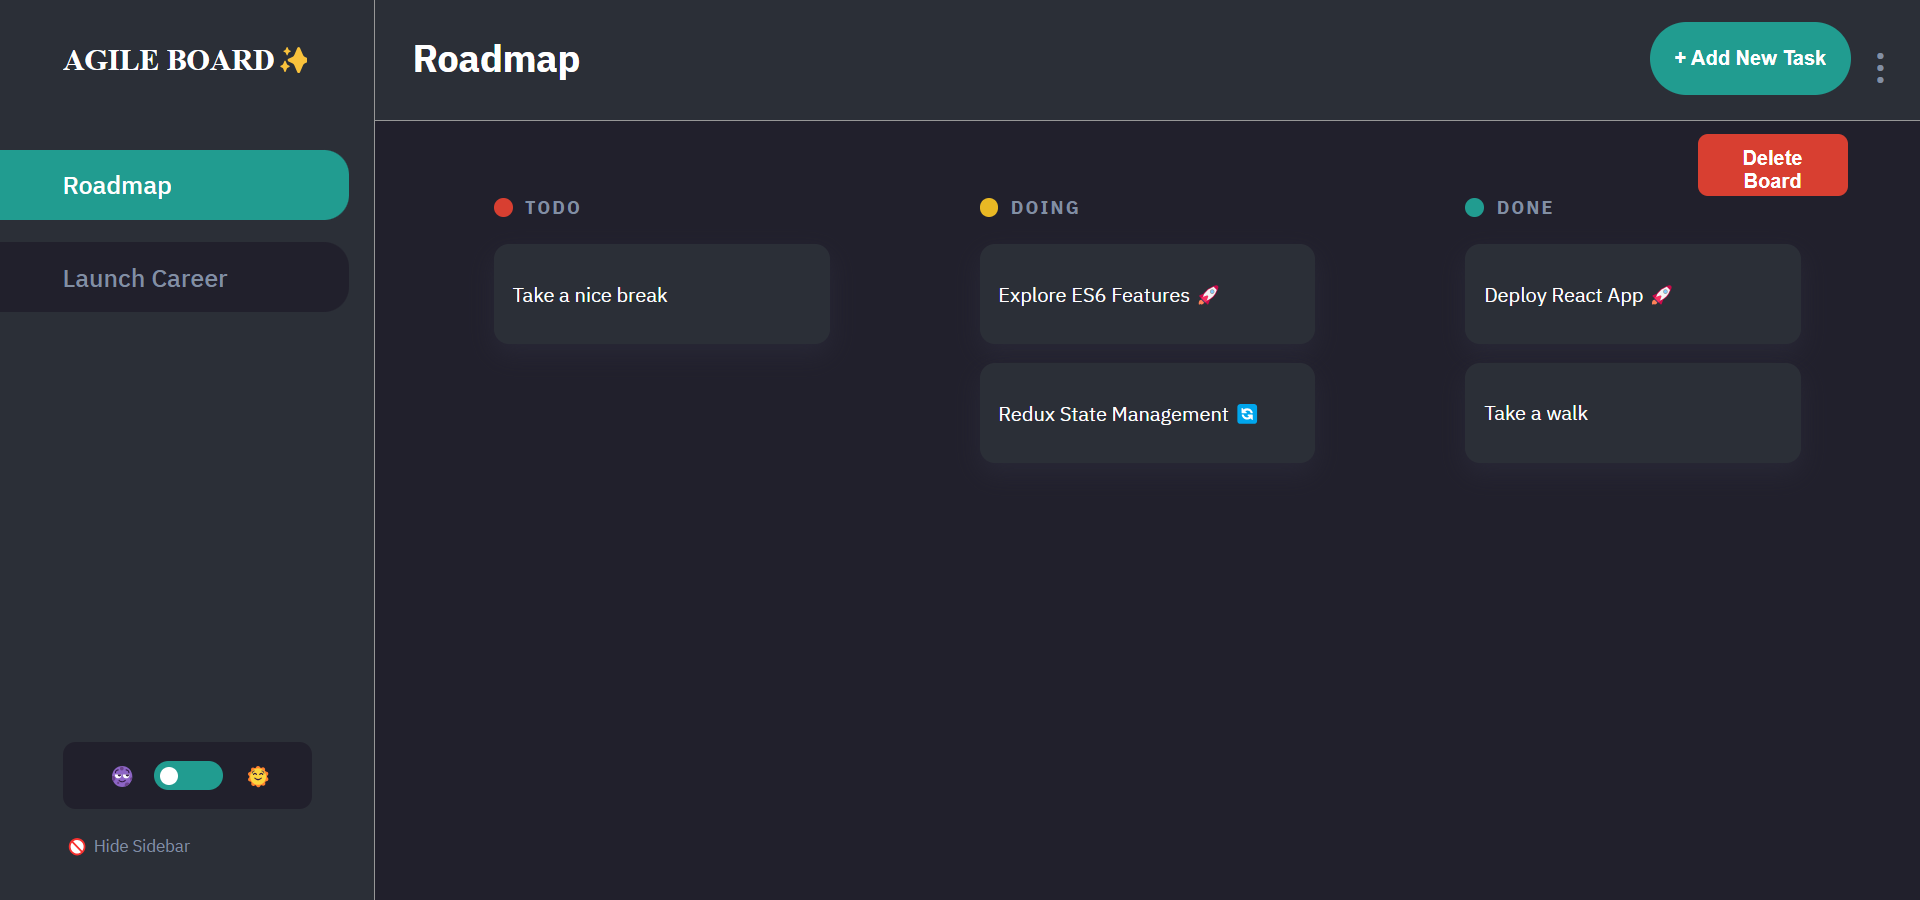 AGILE BOARD✨
Roadmap
Launch Career
Hide Sidebar
Roadmap
+ Add New Task
Delete
Board
TODO
Take a nice break
DOING
Explore ES6 Features 🚀
Redux State Management 🔄
DONE
Deploy React App 🚀
Take a walk